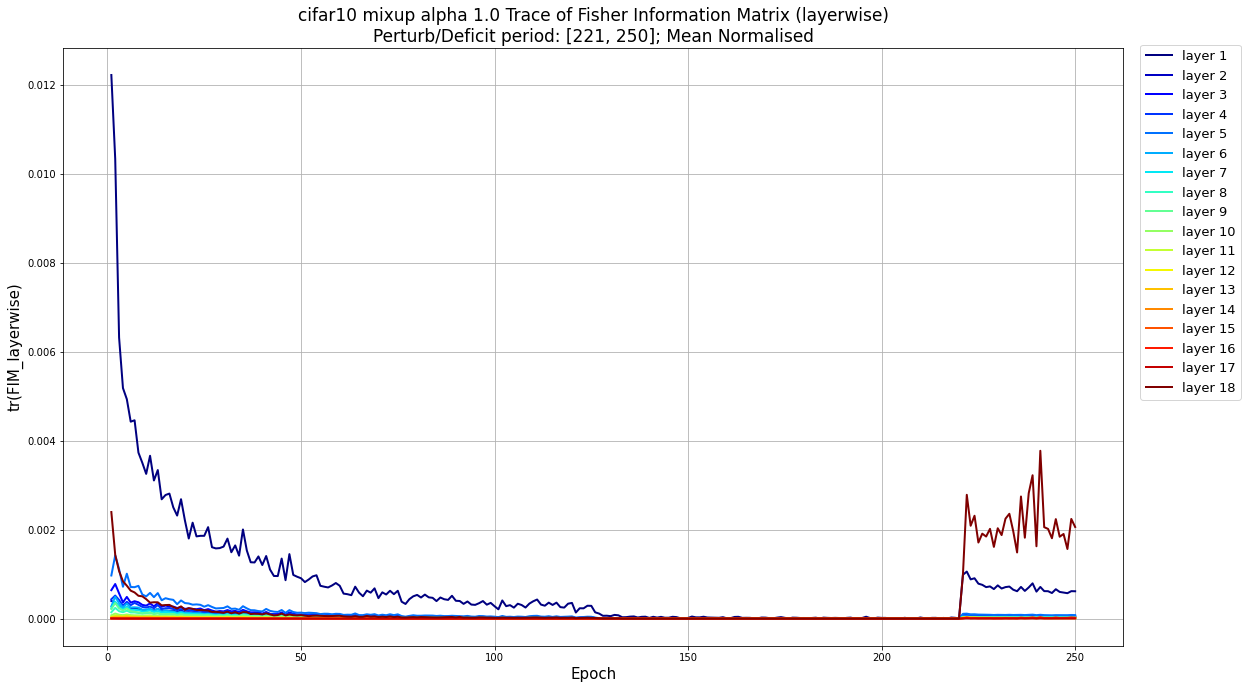 cifar10 mixup alpha 1.0 Trace of Fisher Information Matrix (layerwise)
Perturb/Deficit period: [221, 250]; Mean Normalised
layer 1
layer 2
layer 3
layer 4
layer 5
layer 6
layer 7
layer 8
layer 9
layer 10
layer 11
layer 12
layer 13
layer 14
layer 15
layer 16
layer 17
layer 18
tr(FIM_layerwise)
0.012
0.010
0.008
0.006
0.004
0.002
0.000
0
50
100
150
200
250
Epoch